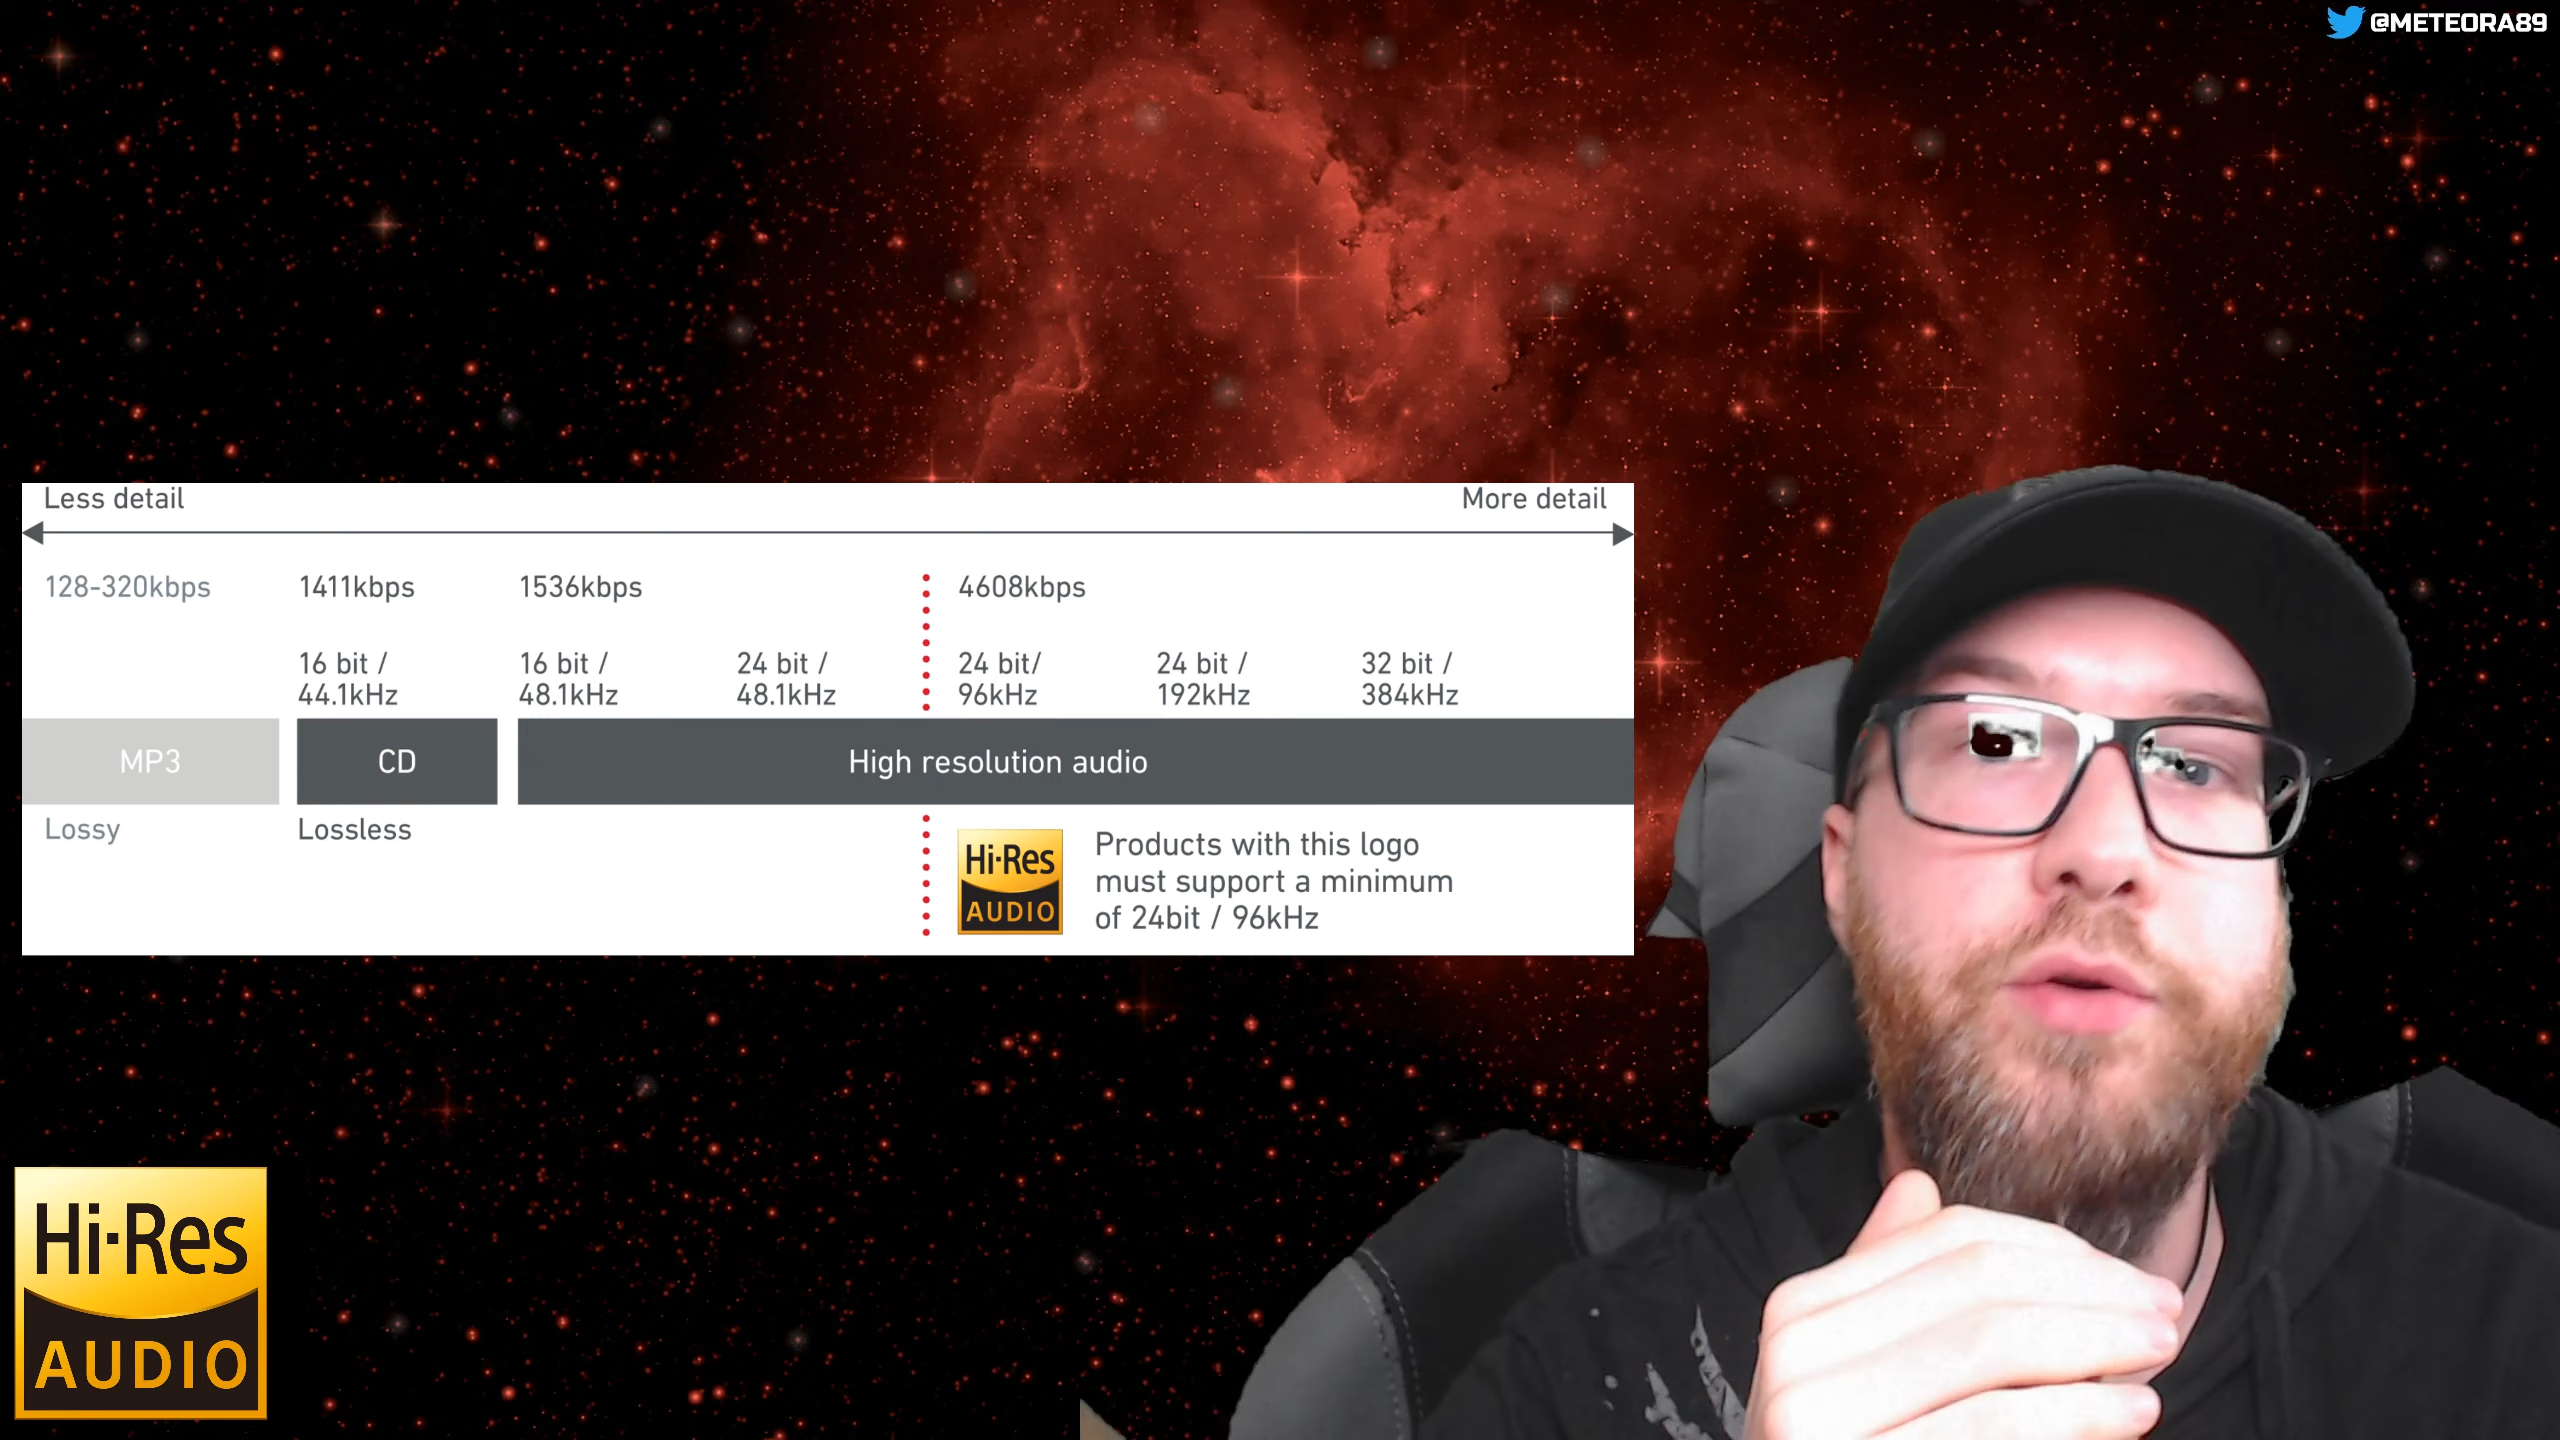 @METEORA89
Less detail
More detail
128-320kbps
1411kbps
1536kbps
4608kbps
16 bit /
44.1kHz
16 bit /
48.1kHz
24 bit /
48.1kHz
24 bit/
96kHz
24 bit /
192kHz
32 bit /
384kHz
MP3
CD
High resolution audio
Lossy
Lossless
Hi-Res
AUDIO
Products with this logo
must support a minimum
of 24bit / 96kHz
Hi-Res
AUDIO